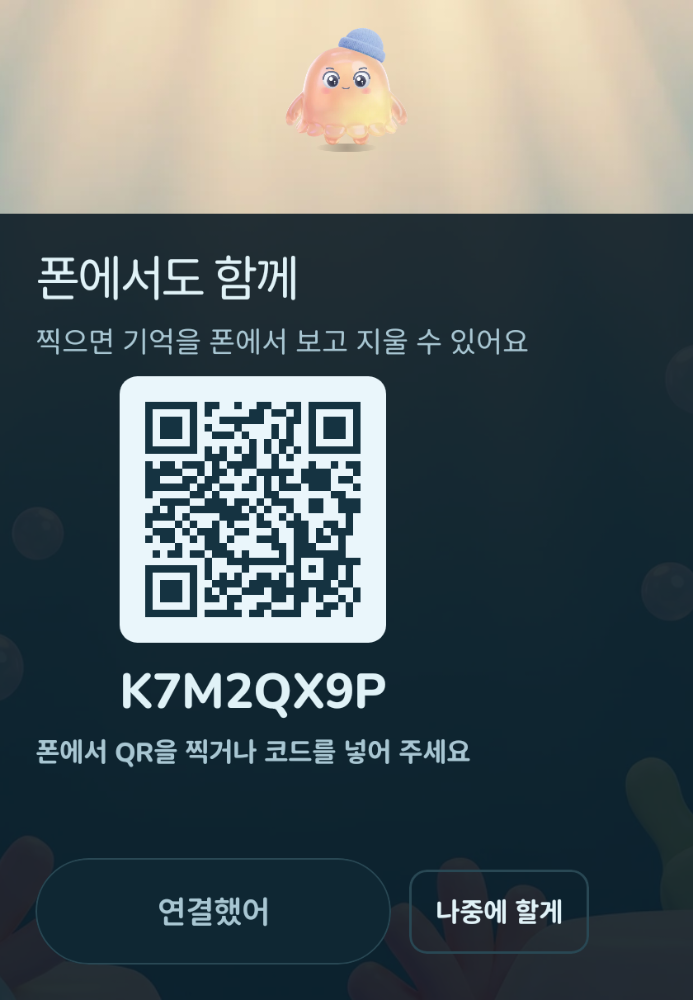 폰에서도 함께
찍으면 기억을 폰에서 보고 지울 수 있어요
K7M2QX9P
폰에서 QR을 찍거나 코드를 넣어 주세요
연결했어
나중에 할게